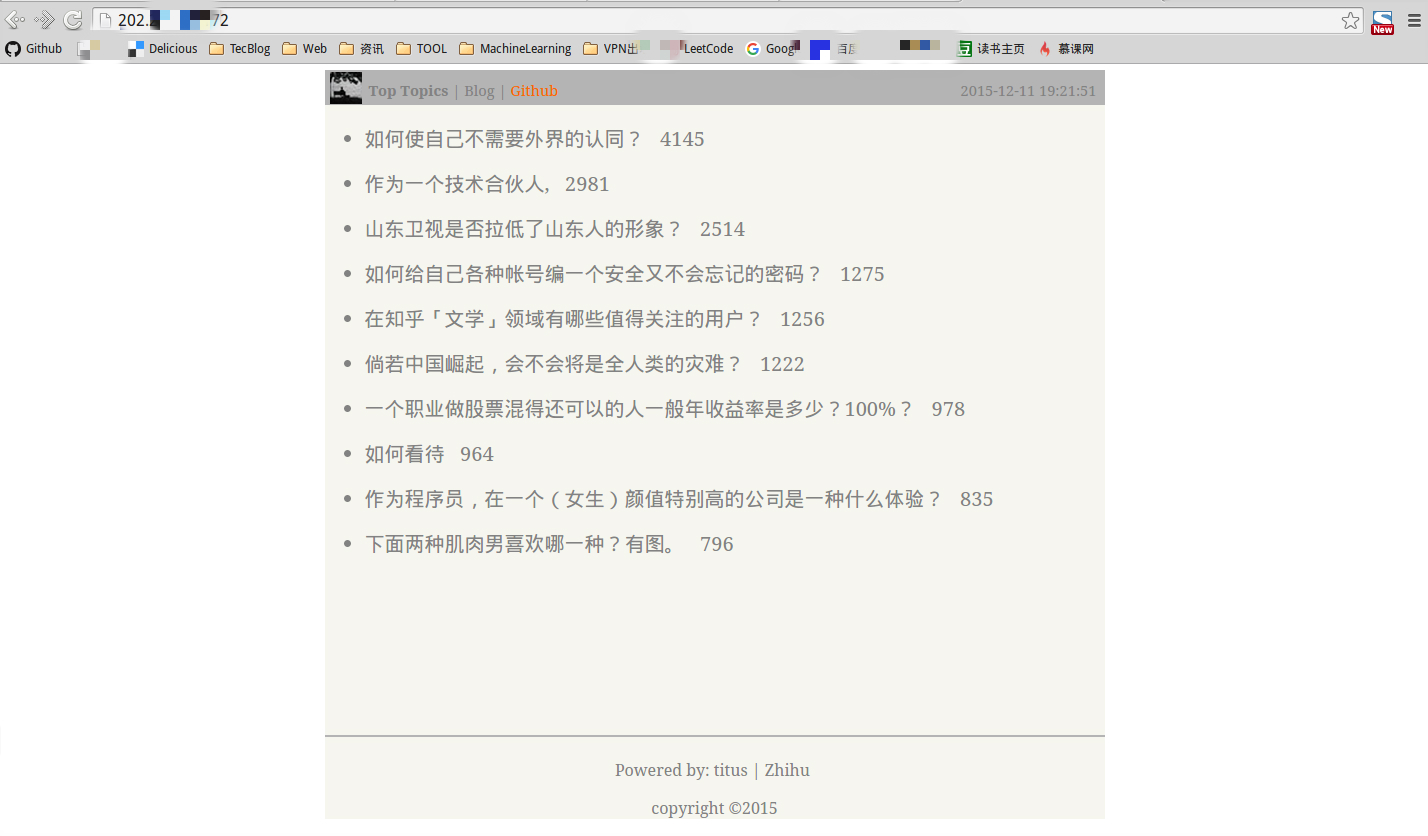 202. 72
New
Github Delicious TecBlog Web 资讯 TOOL MachineLearning VPN出 LeetCode Goog 百度 读书主页 慕课网
Top Topics | Blog | Github 2015-12-11 19:21:51
如何使自己不需要外界的认同？ 4145
作为一个技术合伙人, 2981
山东卫视是否拉低了山东人的形象？ 2514
如何给自己各种帐号编一个安全又不会忘记的密码？ 1275
在知乎「文学」领域有哪些值得关注的用户？ 1256
倘若中国崛起，会不会将是全人类的灾难？ 1222
一个职业做股票混得还可以的人一般年收益率是多少？100%？ 978
如何看待 964
作为程序员，在一个（女生）颜值特别高的公司是一种什么体验？ 835
下面两种肌肉男喜欢哪一种？有图。 796
Powered by: titus | Zhihu
copyright ©2015